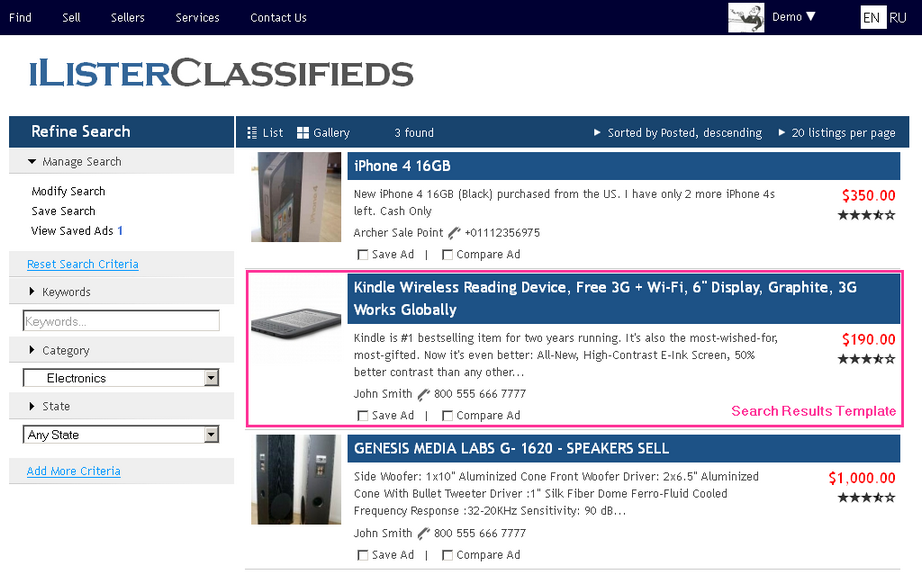 Find Sell Sellers Services Contact Us Demo EN RU
iListerClassifieds
Refine Search
List Gallery 3 found Sorted by Posted, descending 20 listings per page
Manage Search
Modify Search
Save Search
View Saved Ads 1
Reset Search Criteria
Keywords
Keywords...
Category
Electronics
State
Any State
Add More Criteria
iPhone 4 16GB
New iPhone 4 16GB (Black) purchased from the US. I have only 2 more iPhone 4s
left. Cash Only
$350.00
Archer Sale Point +01112356975
Save Ad | Compare Ad
Kindle Wireless Reading Device, Free 3G + Wi-Fi, 6" Display, Graphite, 3G
Works Globally
Kindle is #1 bestselling item for two years running. It's also the most-wished-for,
most-gifted. Now it's even better: All-New, High-Contrast E-Ink Screen, 50%
better contrast than any other...
$190.00
John Smith 800 555 666 7777
Save Ad | Compare Ad
Search Results Template
GENESIS MEDIA LABS G- 1620 - SPEAKERS SELL
Side Woofer: 1x10" Aluminized Cone Front Woofer Driver: 2x6.5" Aluminized
Cone With Bullet Tweeter Driver :1" Silk Fiber Dome Ferro-Fluid Cooled
Frequency Response :32-20KHz Sensitivity: 90 dB...
$1,000.00
John Smith 800 555 666 7777
Save Ad | Compare Ad